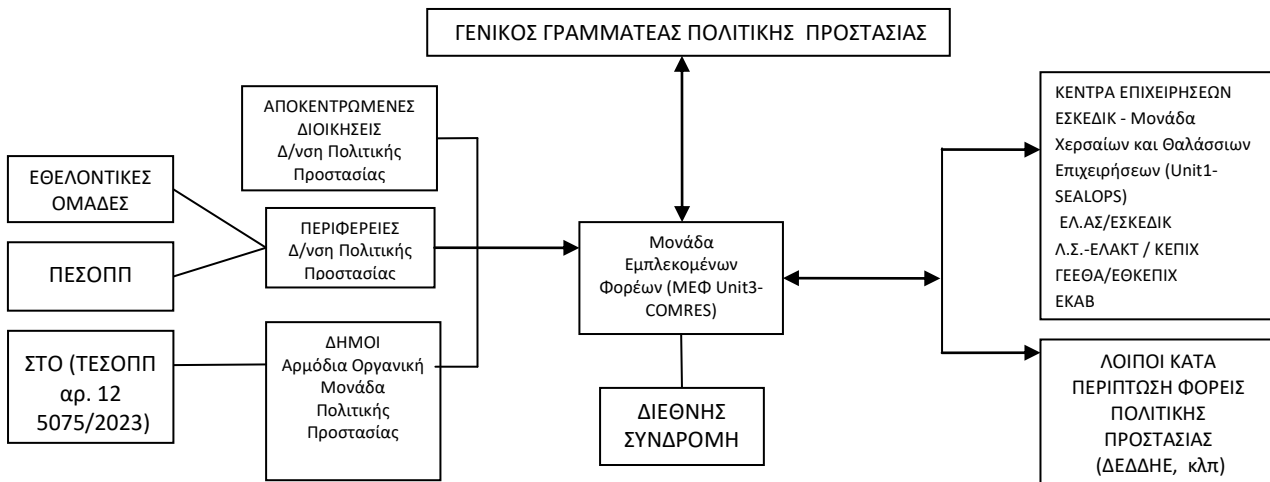 ΓΕΝΙΚΟΣ ΓΡΑΜΜΑΤΕΑΣ ΠΟΛΙΤΙΚΗΣ ΠΡΟΣΤΑΣΙΑΣ
ΑΠΟΚΕΝΤΡΩΜΕΝΕΣ
ΔΙΟΙΚΗΣΕΙΣ
Δ/νση Πολιτικής
Προστασίας
ΕΘΕΛΟΝΤΙΚΕΣ
ΟΜΑΔΕΣ
ΠΕΡΙΦΕΡΕΙΕΣ
Δ/νση Πολιτικής
Προστασίας
ΠΕΣΟΠΠ
ΣΤΟ (ΤΕΣΟΠΠ
αρ. 12
5075/2023)
ΔΗΜΟΙ
Αρμόδια Οργανική
Μονάδα
Πολιτικής
Προστασίας
Μονάδα
Εμπλεκομένων
Φορέων (ΜΕΦ Unit3-
COMRES)
ΔΙΕΘΝΗΣ
ΣΥΝΔΡΟΜΗ
ΚΕΝΤΡΑ ΕΠΙΧΕΙΡΗΣΕΩΝ
ΕΣΚΕΔΙΚ - Μονάδα
Χερσαίων και Θαλάσσιων
Επιχειρήσεων (Unit1-
SEALOPS)
ΕΛ.ΑΣ/ΕΣΚΕΔΙΚ
Λ.Σ.-ΕΛΑΚΤ / ΚΕΠΙΧ
ΓΕΕΘΑ/ΕΘΚΕΠΙΧ
ΕΚΑΒ
ΛΟΙΠΟΙ ΚΑΤΑ
ΠΕΡΙΠΤΩΣΗ ΦΟΡΕΙΣ
ΠΟΛΙΤΙΚΗΣ
ΠΡΟΣΤΑΣΙΑΣ
(ΔΕΔΔΗΕ, κλπ)